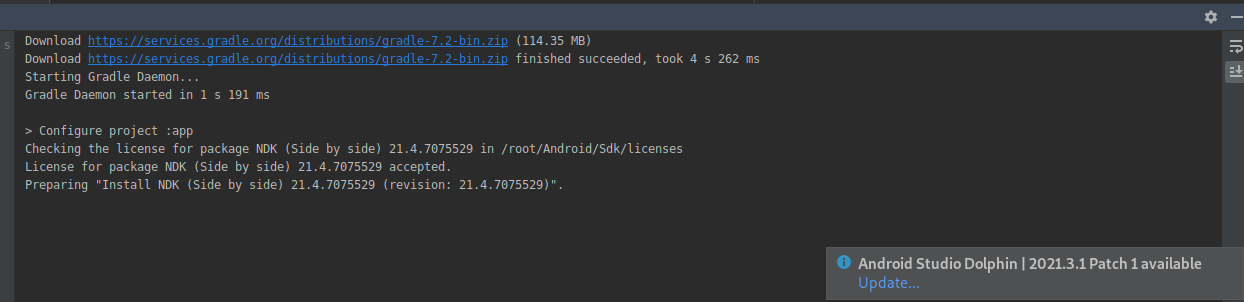 Download https://services.gradle.org/distributions/gradle-7.2-bin.zip (114.35 MB)
Download https://services.gradle.org/distributions/gradle-7.2-bin.zip finished succeeded, took 4 s 262 ms
s
Starting Gradle Daemon...
Gradle Daemon started in 1 s 191 ms
> Configure project :app
Checking the license for package NDK (Side by side) 21.4.7075529 in /root/Android/Sdk/licenses
License for package NDK (Side by side) 21.4.7075529 accepted.
Preparing "Install NDK (Side by side) 21.4.7075529 (revision: 21.4.7075529)".
Android Studio Dolphin | 2021.3.1 Patch 1 available
Update...